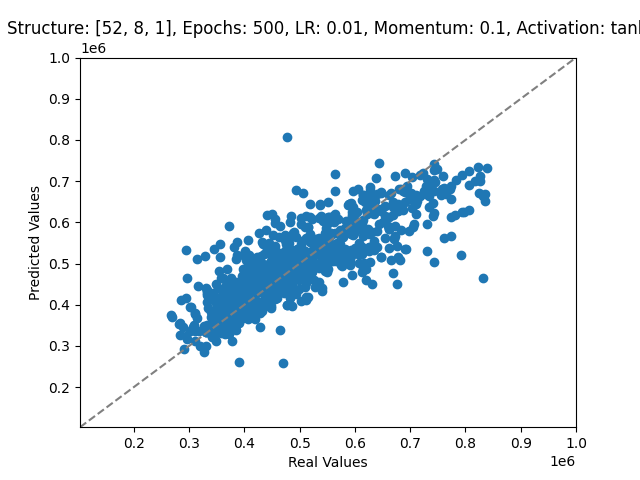 Structure: [52, 8, 1], Epochs: 500, LR: 0.01, Momentum: 0.1, Activation:
1e6
1.0
0.9
0.8
0.7
0.6
0.5
0.4
0.3
0.2
Predicted Values
0.2 0.3 0.4 0.5 0.6 0.7 0.8 0.9 1.0
Real Values
1e6